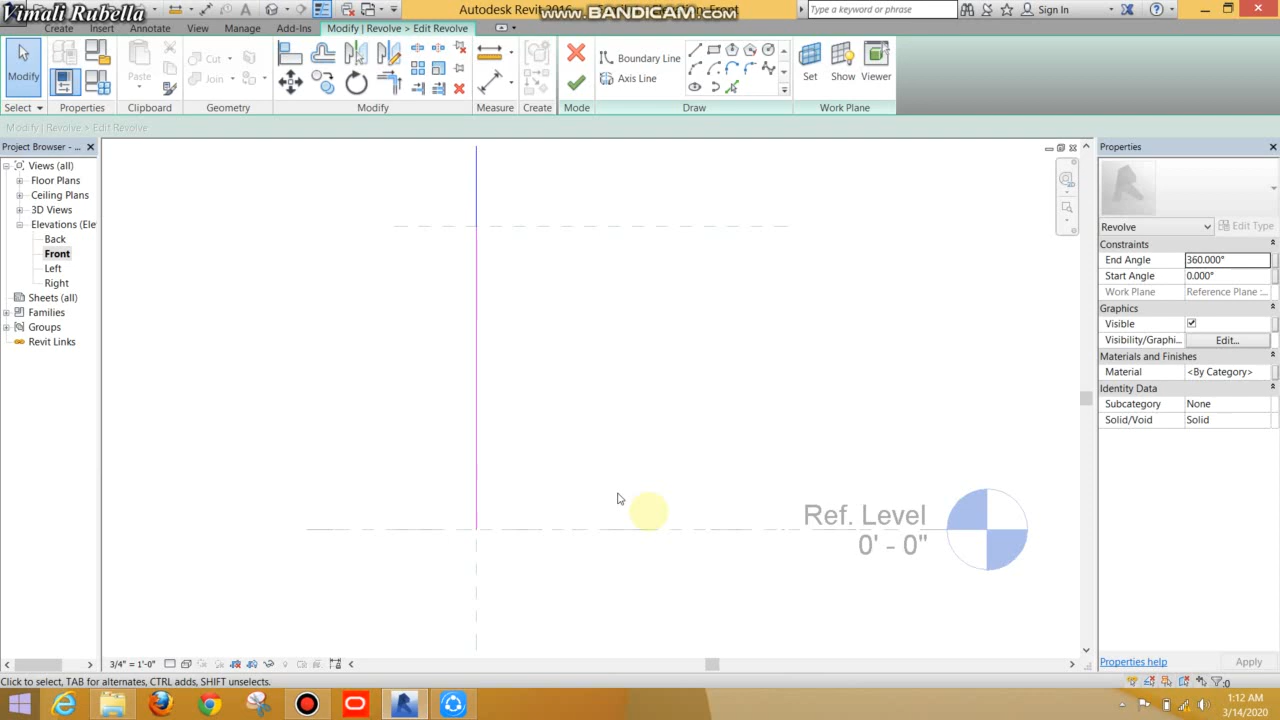 Vimali Rubella
Autodesk Revit 2016
www.BANDICAM.com
Front
Type a keyword or phrase
Sign In
Create
Insert
Annotate
View
Manage
Add-Ins
Modify | Revolve > Edit Revolve
Modify
Paste
Cut
Join
Boundary Line
Axis Line
Set
Show
Viewer
Select
Properties
Clipboard
Geometry
Modify
Measure
Create
Mode
Draw
Work Plane
Modify | Revolve > Edit Revolve
Project Browser - ...
Views (all)
Floor Plans
Ceiling Plans
3D Views
Elevations (Ele
Back
Front
Left
Right
Sheets (all)
Families
Groups
Revit Links
Ref. Level
0' - 0"
Properties
Revolve
Edit Type
Constraints
End Angle
360.000°
Start Angle
0.000°
Work Plane
Reference Plane :...
Graphics
Visible
Visibility/Graphi...
Edit...
Materials and Finishes
Material
<By Category>
Identity Data
Subcategory
None
Solid/Void
Solid
Properties help
Apply
3/4" = 1'-0"
Click to select, TAB for alternates, CTRL adds, SHIFT unselects.
:0
1:12 AM
3/14/2020